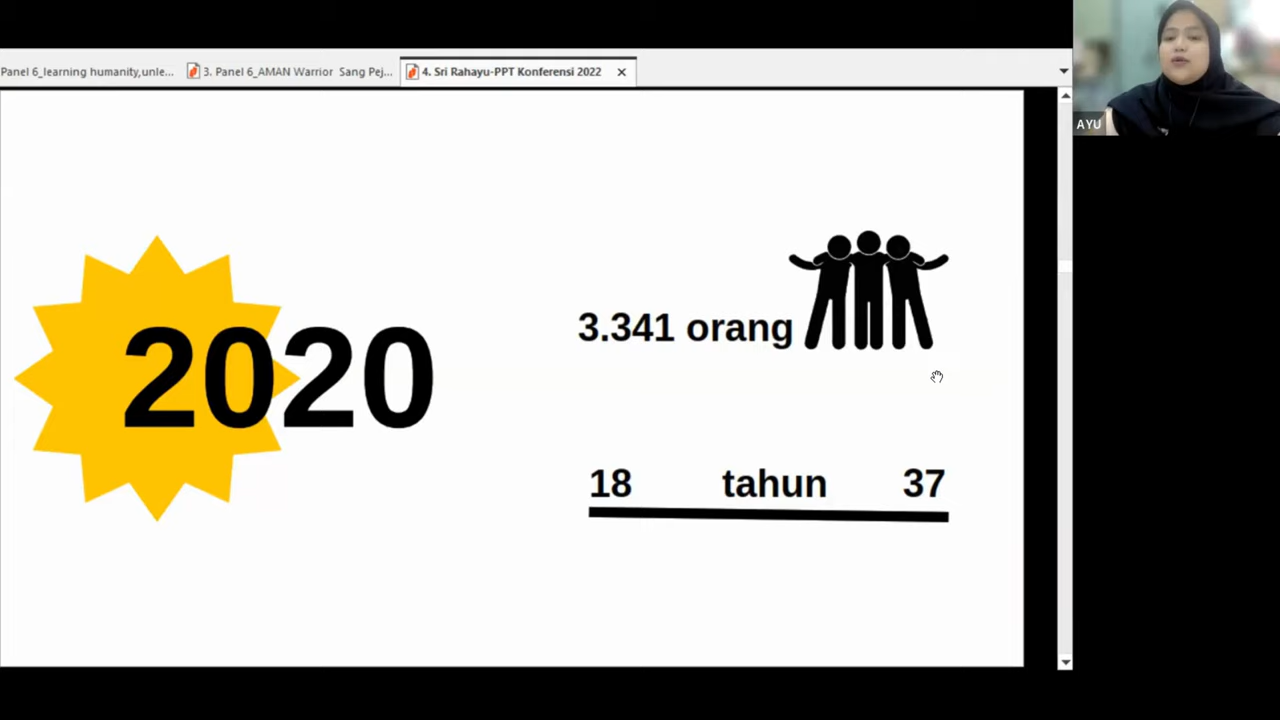 Panel 6_learning humanity,unle...
3. Panel 6_AMAN Warrior Sang Pej...
4. Sri Rahayu-PPT Konferensi 2022
AYU
2020
3.341 orang
18 tahun 37